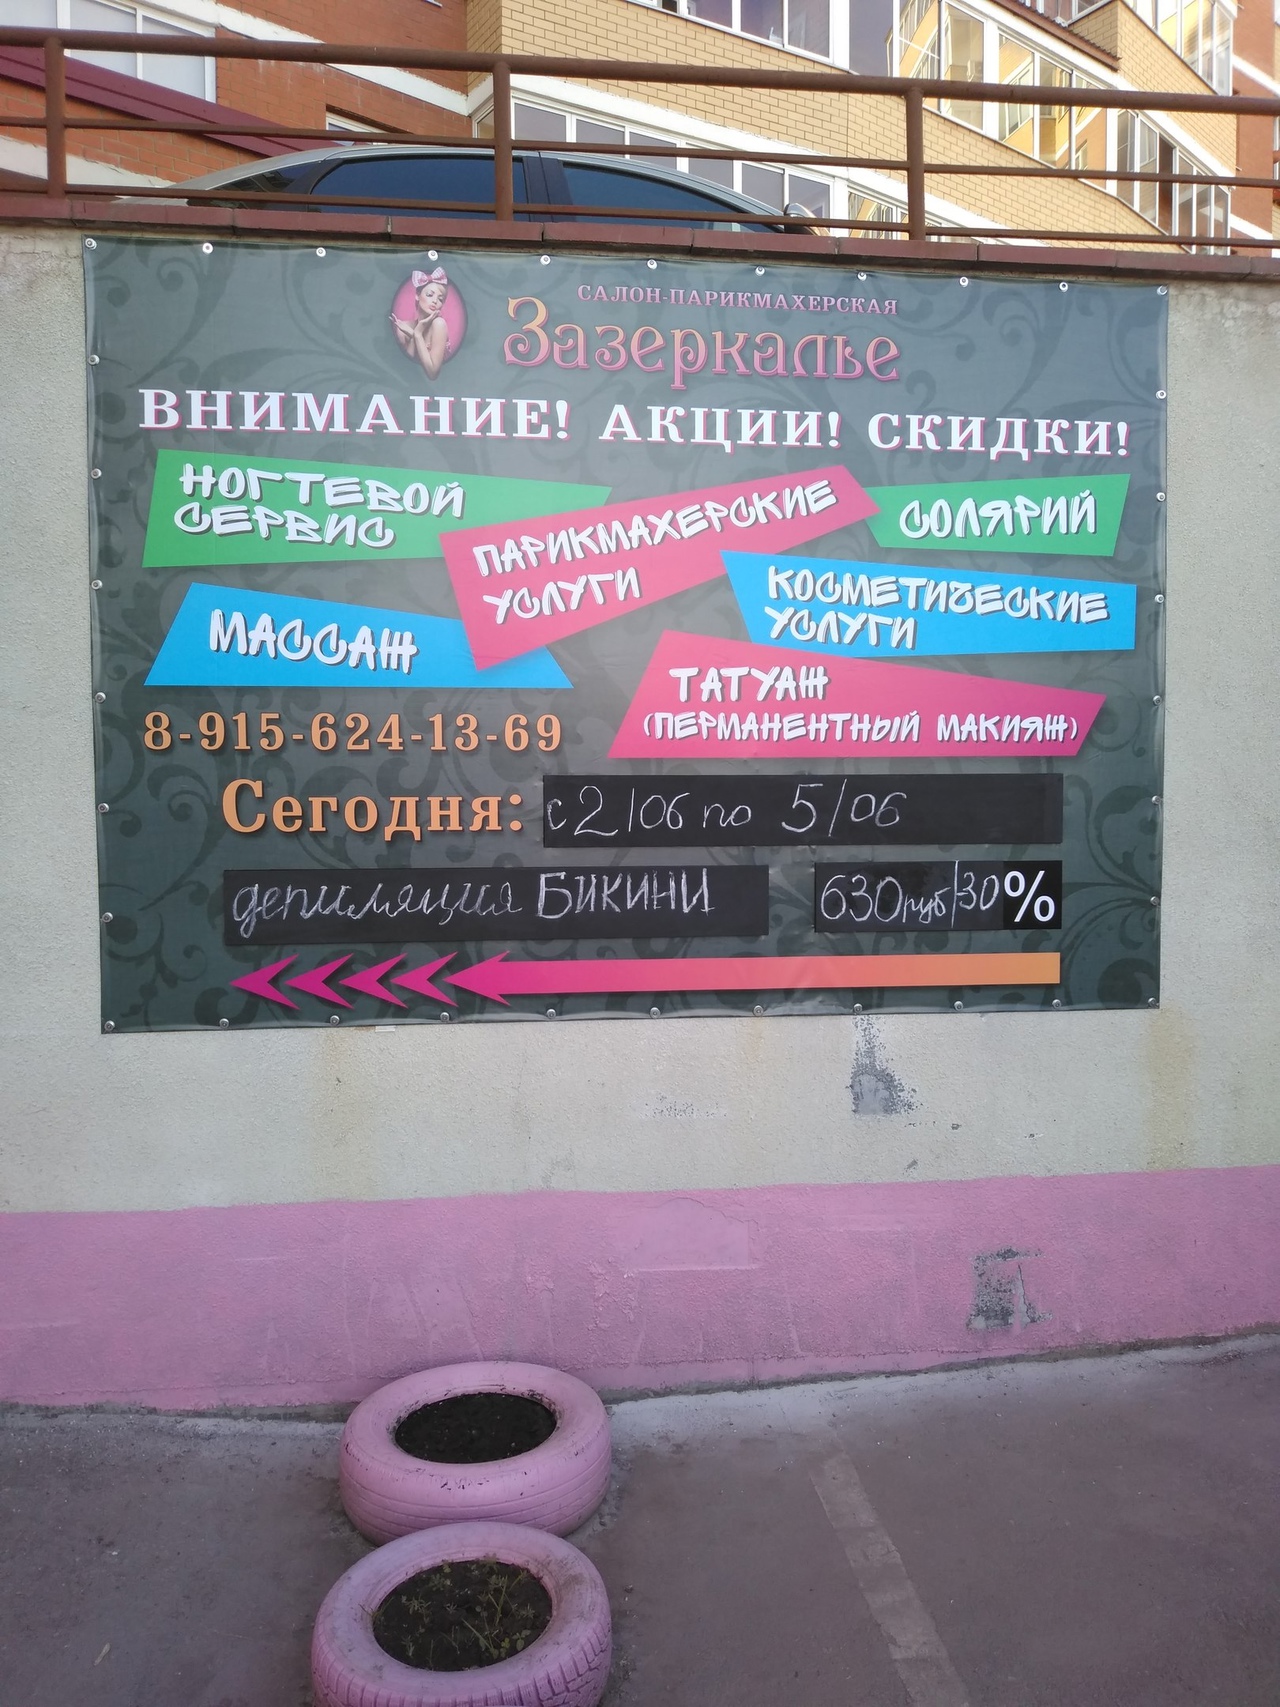 САЛОН-ПАРИКМАХЕРСКАЯ
Зазеркалье
ВНИМАНИЕ! АКЦИИ! СКИДКИ!
НОГТЕВОЙ
СЕРВИС
ПАРИКМАХЕРСКИЕ
УСЛУГИ
СОЛЯРИЙ
МАССАЖ
КОСМЕТИЧЕСКИЕ
УСЛУГИ
ТАТУАЖ
(ПЕРМАНЕНТНЫЙ МАКИЯЖ)
8-915-624-13-69
Сегодня: с 2/06 по 5/06
депиляция БИКИНИ 630руб/30%